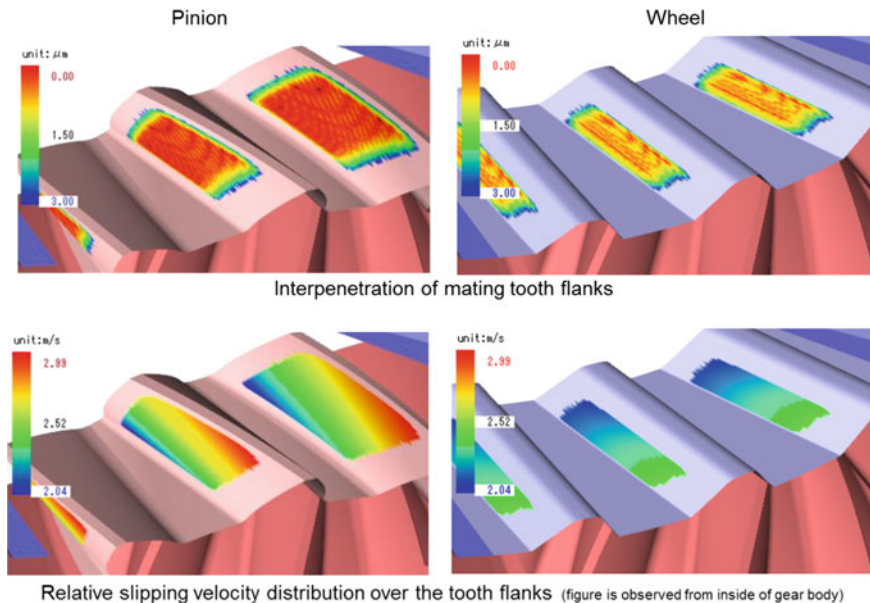 Pinion
Wheel
unit:μm
0.00
1.50
3.00
unit:μm
0.00
1.50
3.00
Interpenetration of mating tooth flanks
unit:m/s
2.99
2.52
2.04
unit:m/s
2.99
2.52
2.04
Relative slipping velocity distribution over the tooth flanks (figure is observed from inside of gear body)